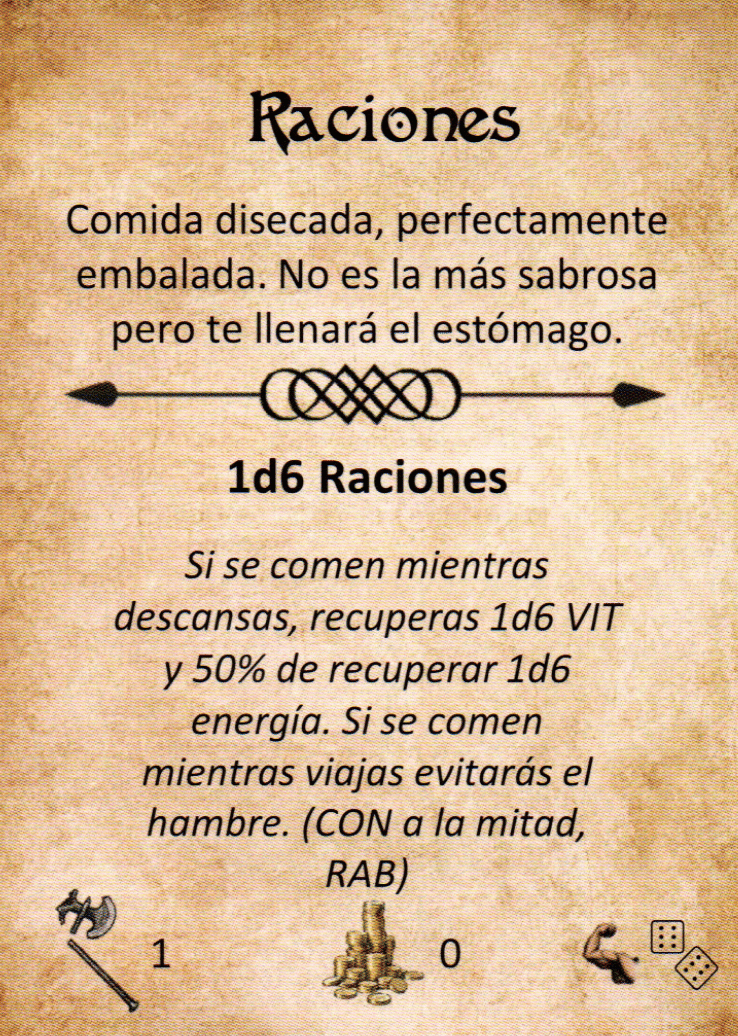 Raciones
Comida disecada, perfectamente
embalada. No es la más sabrosa
pero te llenará el estómago.
1d6 Raciones
Si se comen mientras
descansas, recuperas 1d6 VIT
y 50% de recuperar 1d6
energía. Si se comen
mientras viajas evitarás el
hambre. (CON a la mitad,
RAB)
1 0